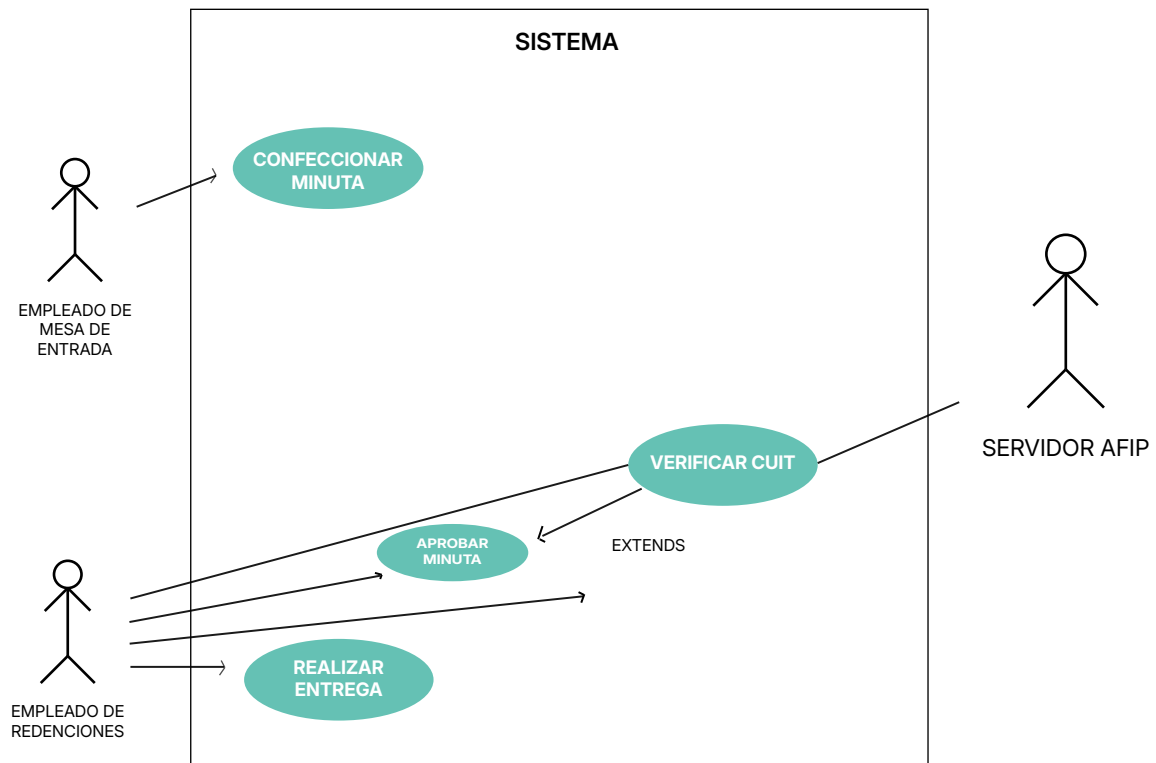 SISTEMA
CONFECCIONAR
MINUTA
EMPLEADO DE
MESA DE
ENTRADA
SERVIDOR AFIP
VERIFICAR CUIT
APROBAR
MINUTA
EXTENDS
REALIZAR
ENTREGA
EMPLEADO DE
REDENCIONES